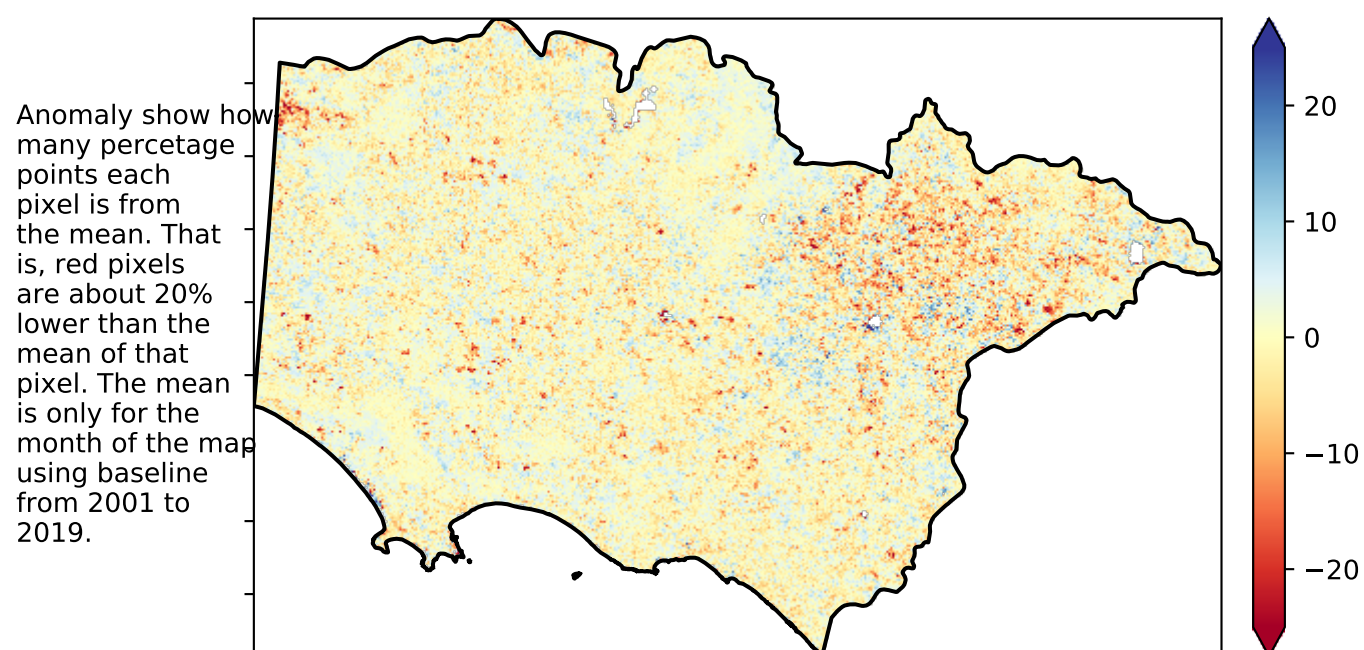 Anomaly show how
many percetage
points each
pixel is from
the mean. That
is, red pixels
are about 20%
lower than the
mean of that
pixel. The mean
is only for the
month of the map
using baseline
from 2001 to
2019.
20
10
0
−10
−20